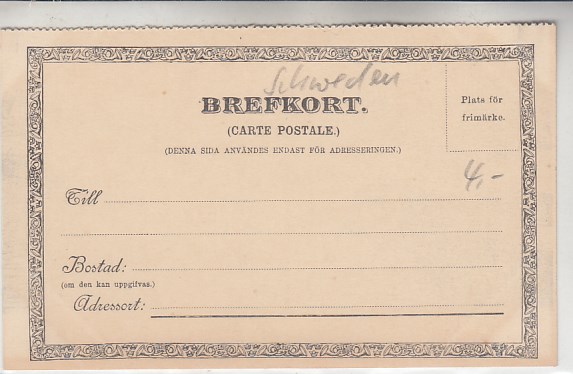 Schweden
BREFKORT.
(CARTE POSTALE.)
(DENNA SIDA ANVÄNDES ENDAST FÖR ADRESSERINGEN.)
Plats för
frimärke.
4,-
Till
Bostad:
(om den kan uppgifvas.)
Adressort: